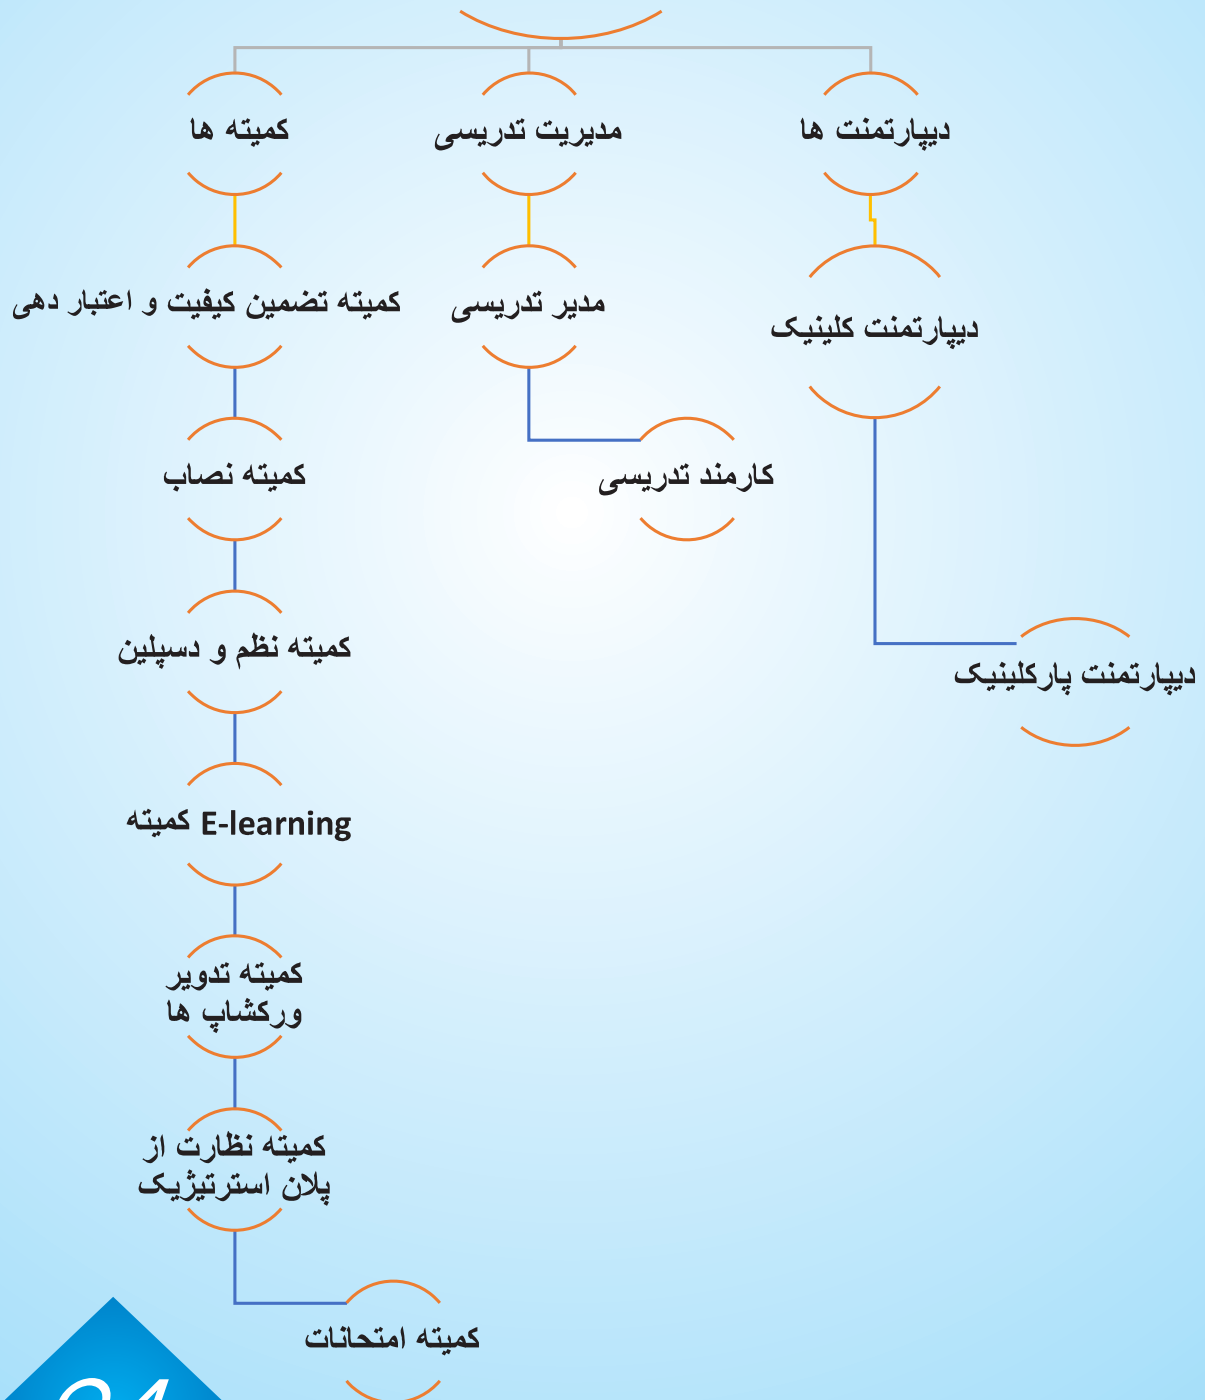 دیپارتمنت ها
مدیریت تدریسی
کمیته ها
دیپارتمنت کلینیک
مدیر تدریسی
کمیته تضمین کیفیت و اعتبار دهی
کارمند تدریسی
کمیته نصاب
دیپارتمنت پارکلینیک
کمیته نظم و دسپلین
کمیته E-learning
کمیته تدویر
ورکشاپ ها
کمیته نظارت از
پلان استرتیژیک
کمیته امتحانات